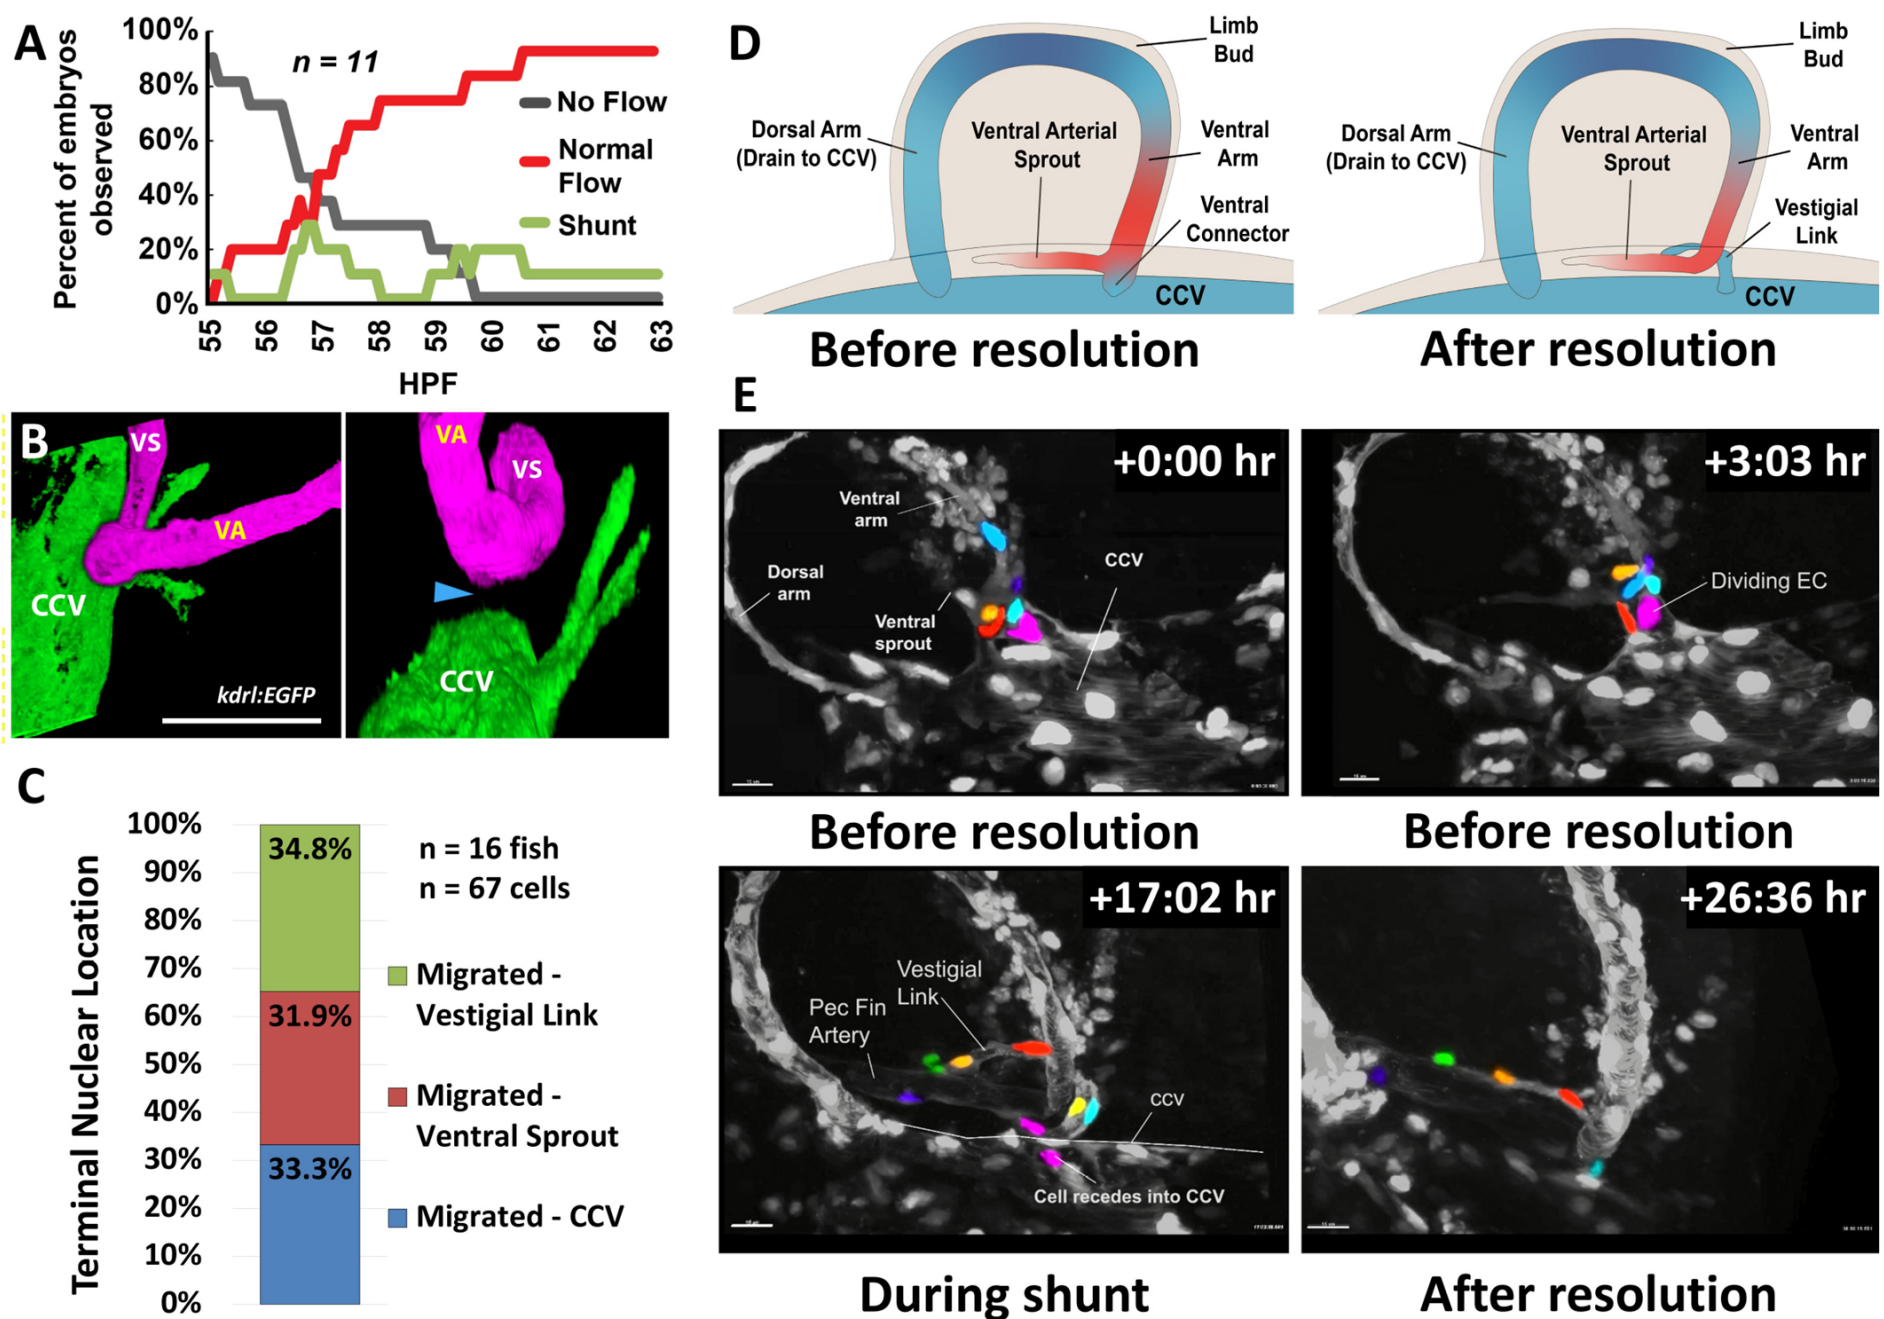 A
100%
80%
60%
40%
20%
0%
Percent of embryos
observed
n = 11
No Flow
Normal
Flow
Shunt
55
56
57
58
59
60
61
62
63
HPF
B
VS
VA
CCV
kdrl:EGFP
VA
VS
CCV
C
Terminal Nuclear Location
100%
90%
80%
70%
60%
50%
40%
30%
20%
10%
0%
34.8%
31.9%
33.3%
n = 16 fish
n = 67 cells
Migrated -
Vestigial Link
Migrated -
Ventral Sprout
Migrated - CCV
D
Limb
Bud
Dorsal Arm
(Drain to CCV)
Ventral Arterial
Sprout
Ventral
Arm
Ventral
Connector
CCV
Before resolution
Limb
Bud
Dorsal Arm
(Drain to CCV)
Ventral Arterial
Sprout
Ventral
Arm
Vestigial
Link
CCV
After resolution
E
+0:00 hr
Ventral
arm
CCV
Dorsal
arm
Ventral
sprout
Before resolution
+3:03 hr
Dividing EC
Before resolution
+17:02 hr
Vestigial
Link
Pec Fin
Artery
CCV
Cell recedes into CCV
During shunt
+26:36 hr
After resolution